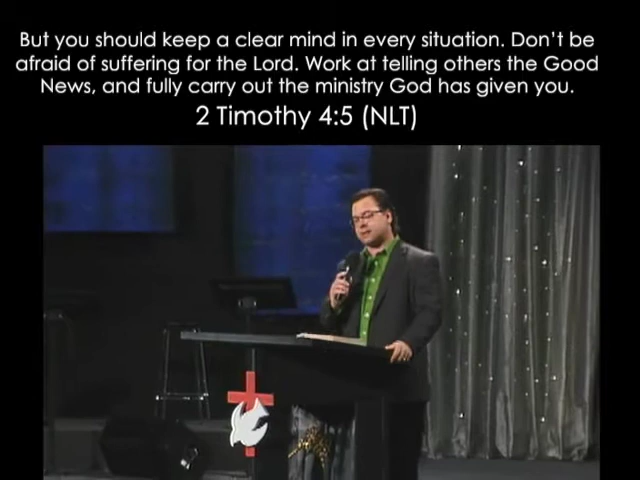 But you should keep a clear mind in every situation. Don't be
afraid of suffering for the Lord. Work at telling others the Good
News, and fully carry out the ministry God has given you.
2 Timothy 4:5 (NLT)